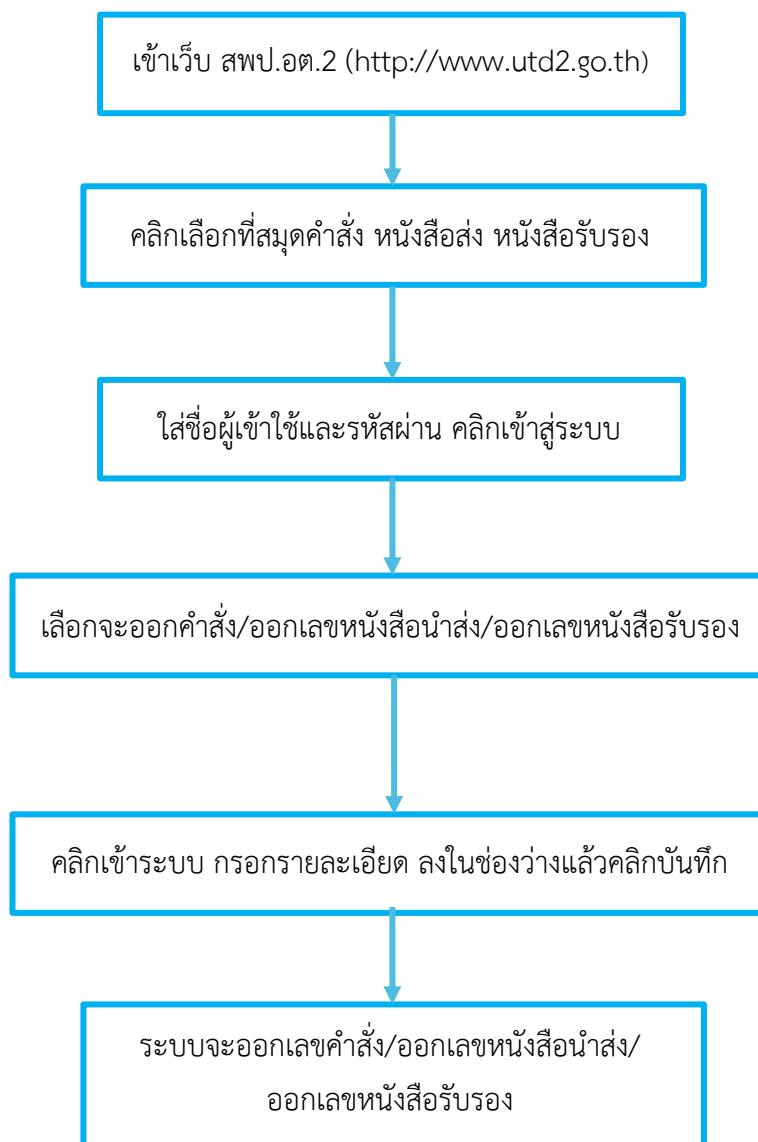 เข้าเว็บ สพป.อต.2 (http://www.utd2.go.th)
คลิกเลือกที่สมุดคำสั่ง หนังสือส่ง หนังสือรับรอง
ใส่ชื่อผู้เข้าใช้และรหัสผ่าน คลิกเข้าสู่ระบบ
เลือกจะออกคำสั่ง/ออกเลขหนังสือนำส่ง/ออกเลขหนังสือรับรอง
คลิกเข้าระบบ กรอกรายละเอียด ลงในช่องว่างแล้วคลิกบันทึก
ระบบจะออกเลขคำสั่ง/ออกเลขหนังสือนำส่ง/
ออกเลขหนังสือรับรอง